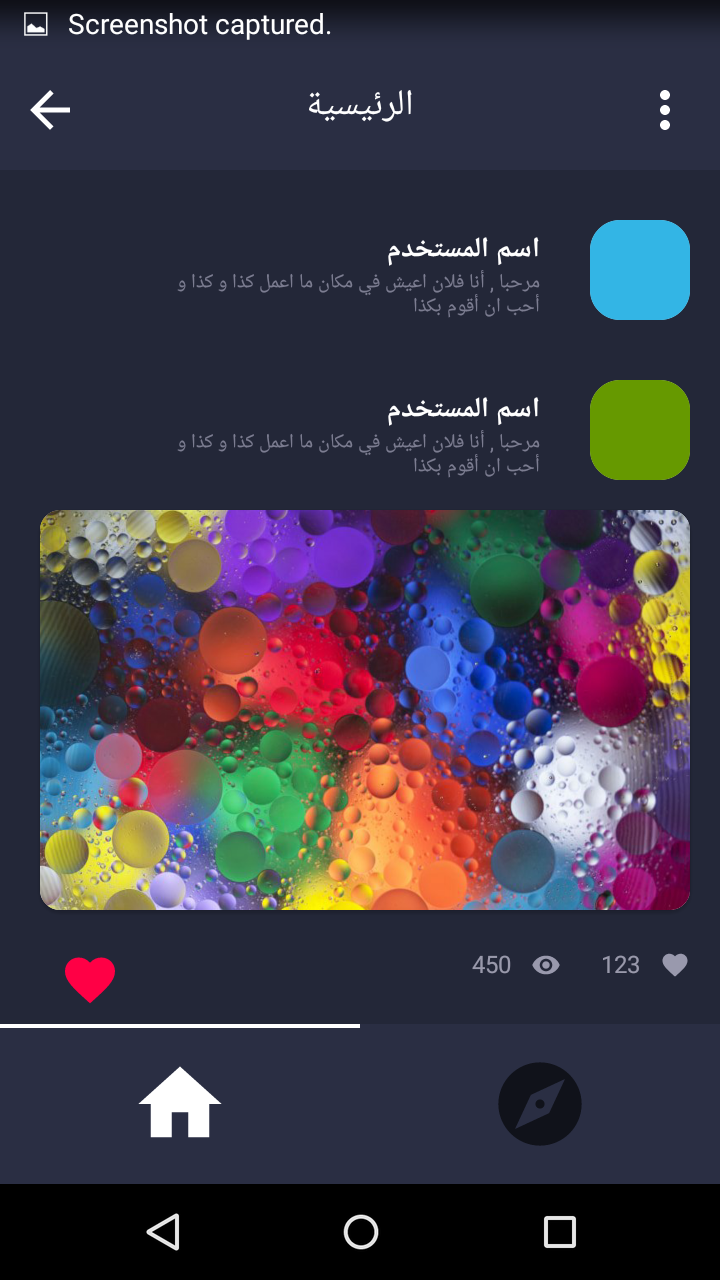 Screenshot captured.
الرئيسية
اسم المستخدم
مرحبا , أنا فلان اعيش في مكان ما اعمل كذا و كذا و
أحب ان أقوم بكذا
اسم المستخدم
مرحبا , أنا فلان اعيش في مكان ما اعمل كذا و كذا و
أحب ان أقوم بكذا
450 123